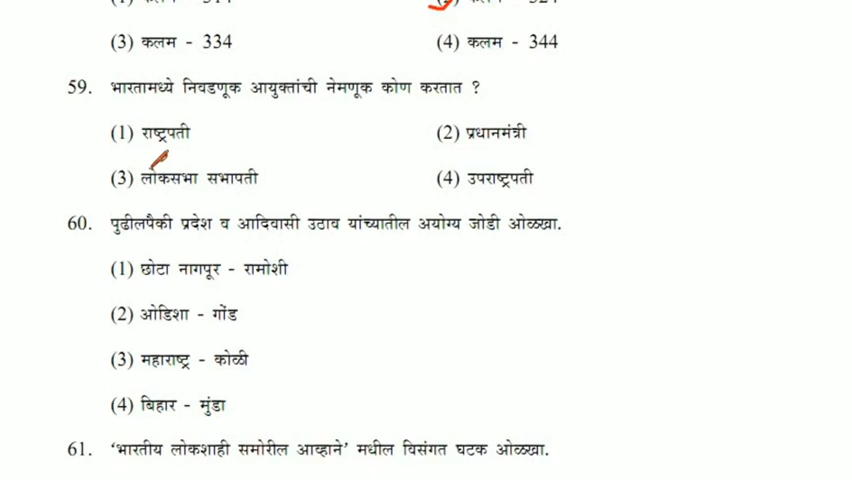 (3) कलम - 334 (4) कलम - 344
59. भारतामध्ये निवडणूक आयुक्तांची नेमणूक कोण करतात ?
(1) राष्ट्रपती (2) प्रधानमंत्री
(3) लोकसभा सभापती (4) उपराष्ट्रपती
60. पुढीलपैकी प्रदेश व आदिवासी उठाव यांच्यातील अयोग्य जोडी ओळखा.
(1) छोटा नागपूर - रामोशी
(2) ओडिशा - गोंड
(3) महाराष्ट्र - कोळी
(4) बिहार - मुंडा
61. 'भारतीय लोकशाही समोरील आव्हाने' मधील विसंगत घटक ओळखा.